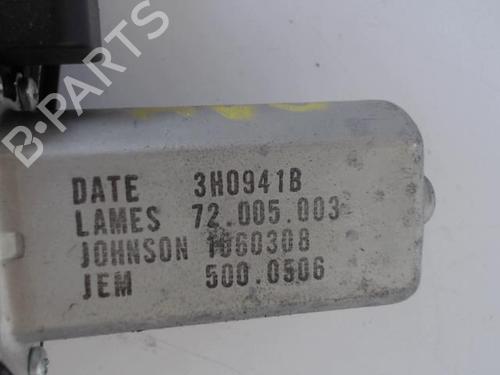 B-PARTS
DATE 3H0941B
LAMES 72.005.003
JOHNSON 1060308
JEM 500.0506